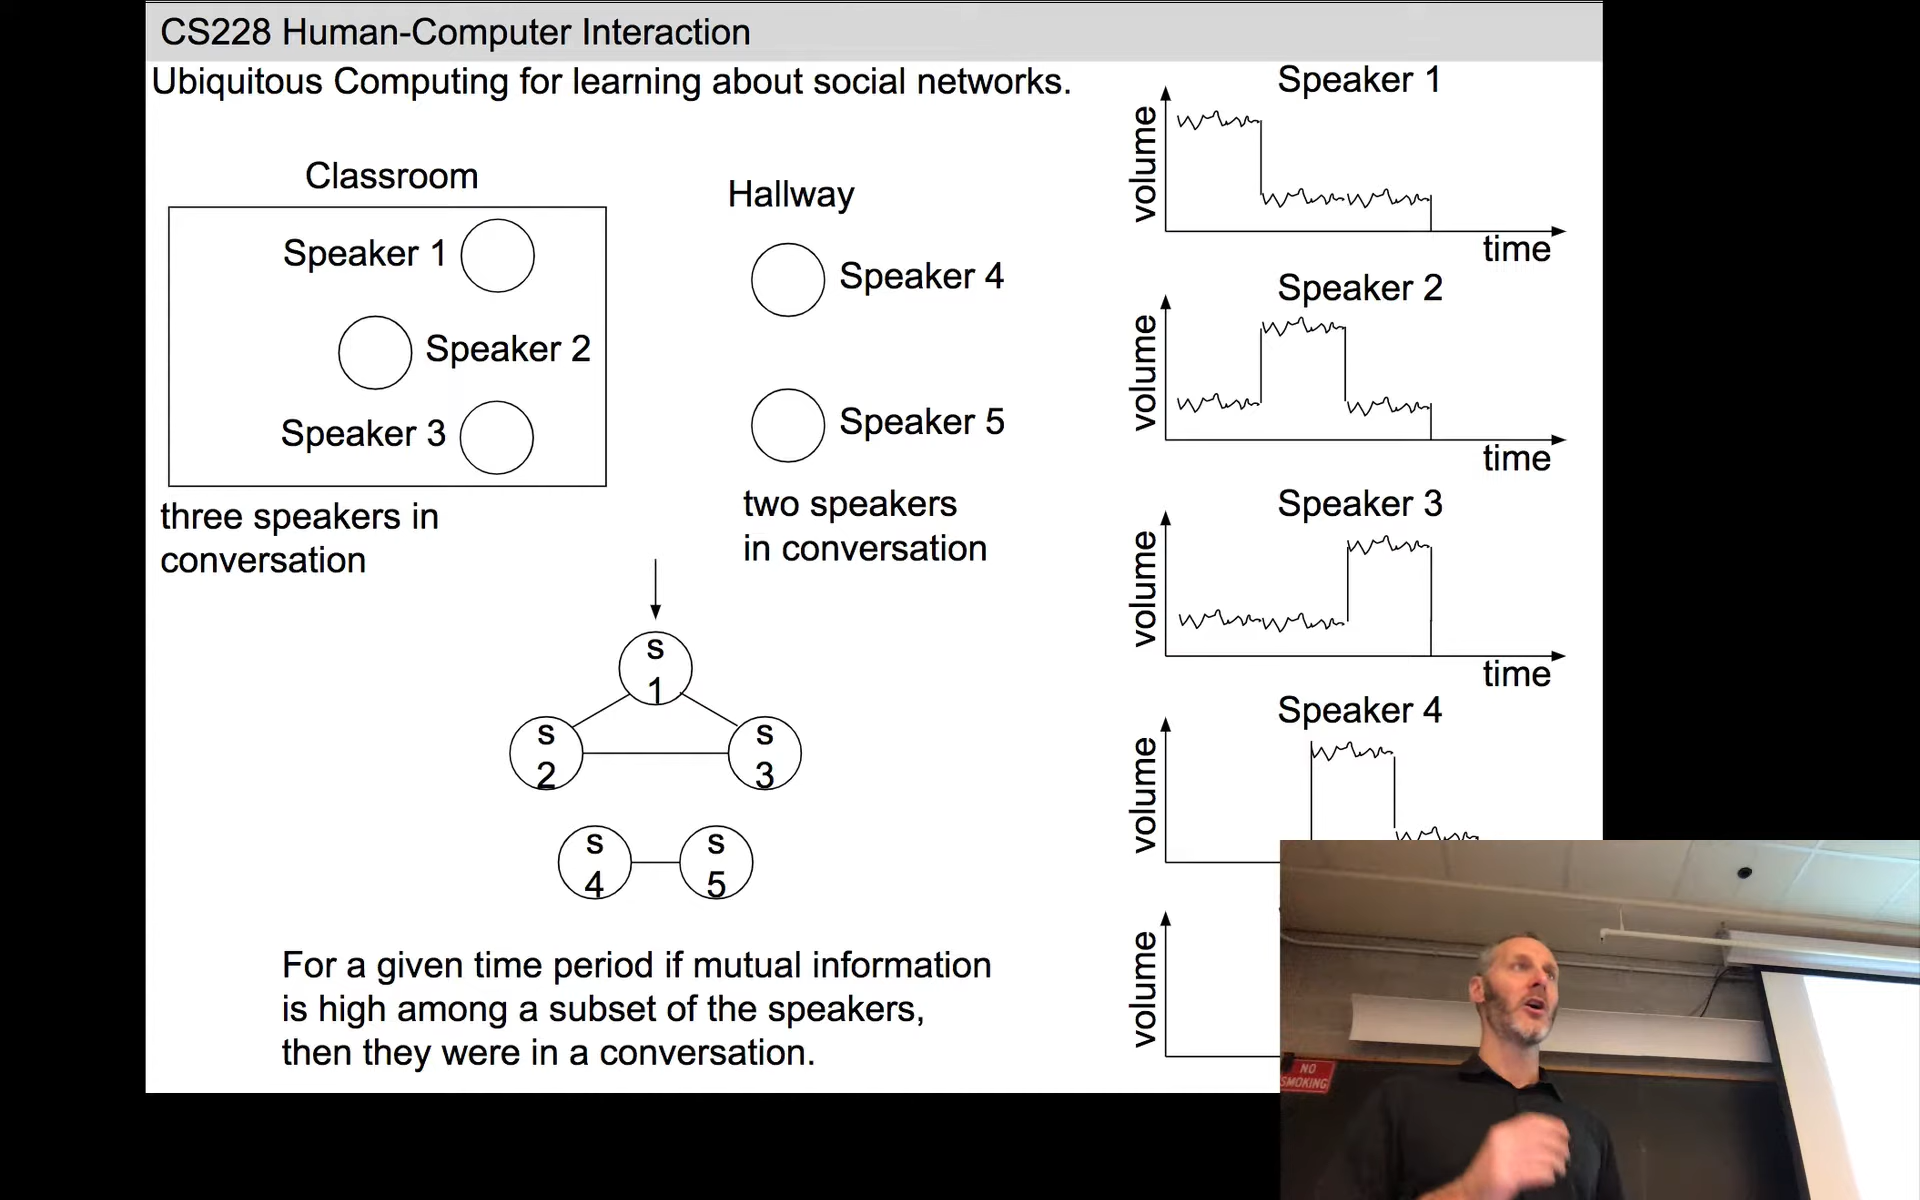 CS228 Human-Computer Interaction
Ubiquitous Computing for learning about social networks.
Classroom
Speaker 1
Speaker 2
Speaker 3
three speakers in
conversation
Hallway
Speaker 4
Speaker 5
two speakers
in conversation
s
1
s
2
s
3
s
4
s
5
For a given time period if mutual information
is high among a subset of the speakers,
then they were in a conversation.
Speaker 1
volume
time
Speaker 2
volume
time
Speaker 3
volume
time
Speaker 4
volume
volume
NO
SMOKING